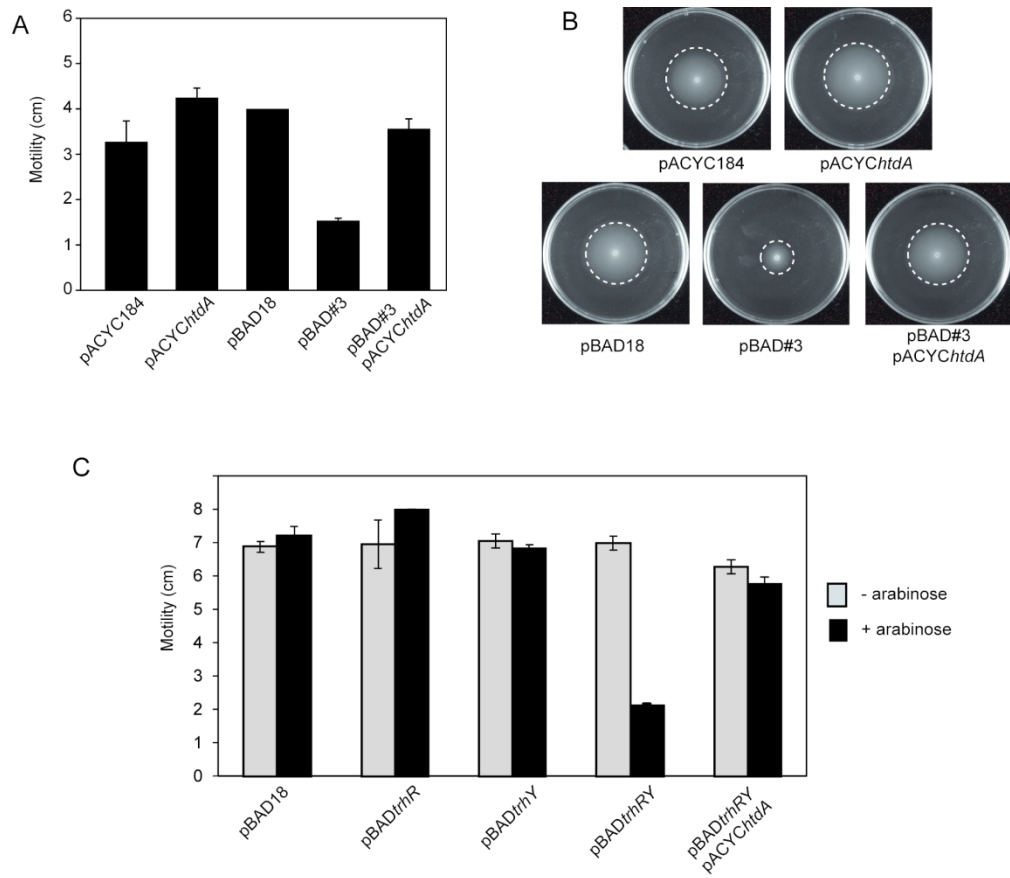 A
Motility (cm)
6
5
4
3
2
1
0
pACYC184
pACYChtdA
pBAD18
pBAD#3
pBAD#3
pACYChtdA
B
pACYC184
pACYChtdA
pBAD18
pBAD#3
pBAD#3
pACYChtdA
C
Motility (cm)
8
7
6
5
4
3
2
1
0
pBAD18
pBADtrhR
pBADtrhY
pBADtrhRY
pBADtrhRY
pACYChtdA
- arabinose
+ arabinose